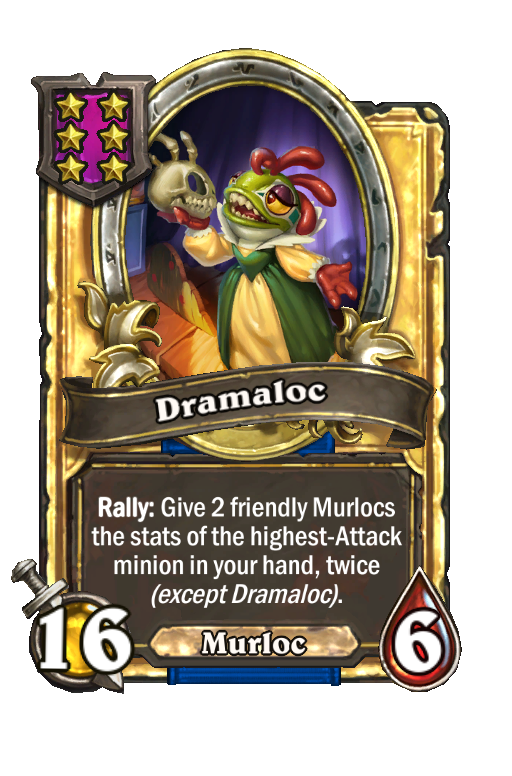 Dramaloc
Rally: Give 2 friendly Murlocs
the stats of the highest-Attack
minion in your hand, twice
(except Dramaloc).
16
Murloc
6